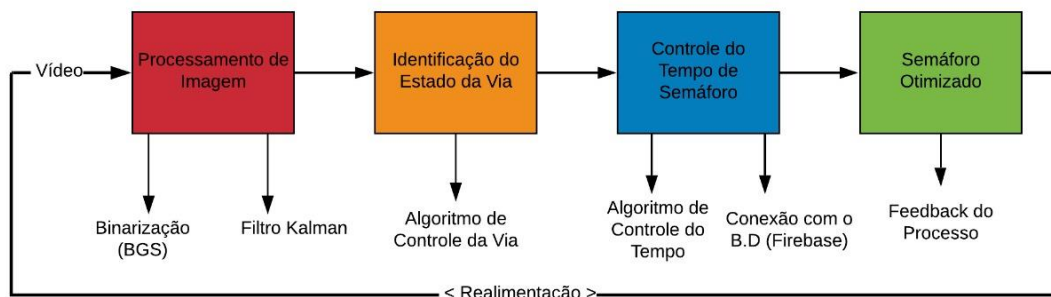 Vídeo
Processamento de
Imagem
Identificação do
Estado da Via
Controle do
Tempo de
Semáforo
Semáforo
Otimizado
Binarização
(BGS)
Filtro Kalman
Algoritmo de
Controle da Via
Algoritmo de
Controle do
Tempo
Conexão com o
B.D (Firebase)
Feedback do
Processo
< Realimentação >